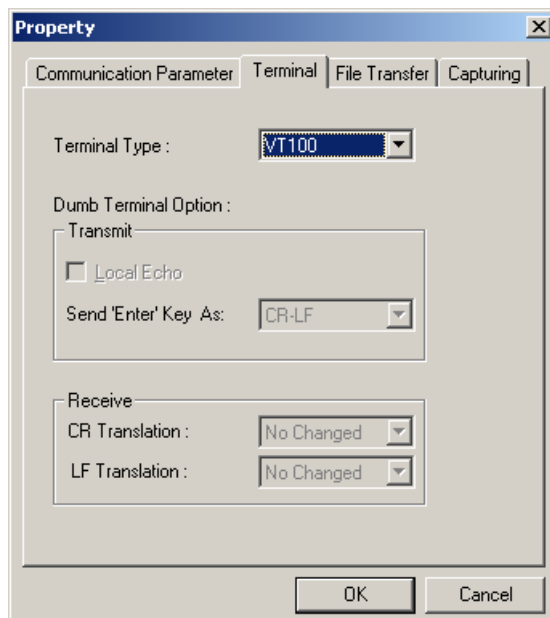 Property
Communication Parameter Terminal File Transfer Capturing
Terminal Type : VT100
Dumb Terminal Option :
Transmit
Local Echo
Send 'Enter' Key As: CR-LF
Receive
CR Translation : No Changed
LF Translation : No Changed
OK Cancel